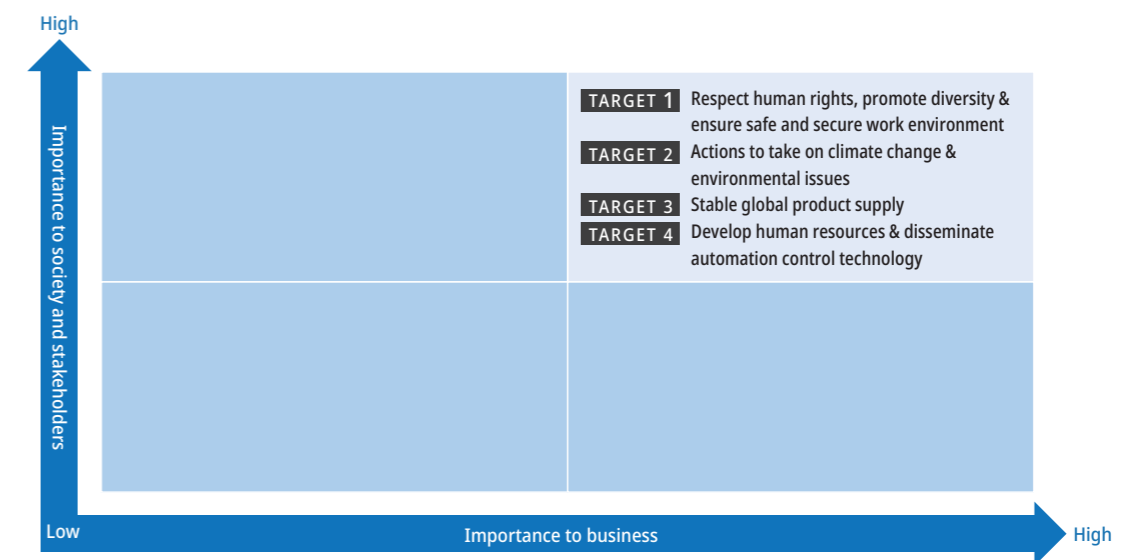 High
Importance to society and stakeholders
TARGET 1 Respect human rights, promote diversity &
ensure safe and secure work environment
TARGET 2 Actions to take on climate change &
environmental issues
TARGET 3 Stable global product supply
TARGET 4 Develop human resources & disseminate
automation control technology
Low
Importance to business
High